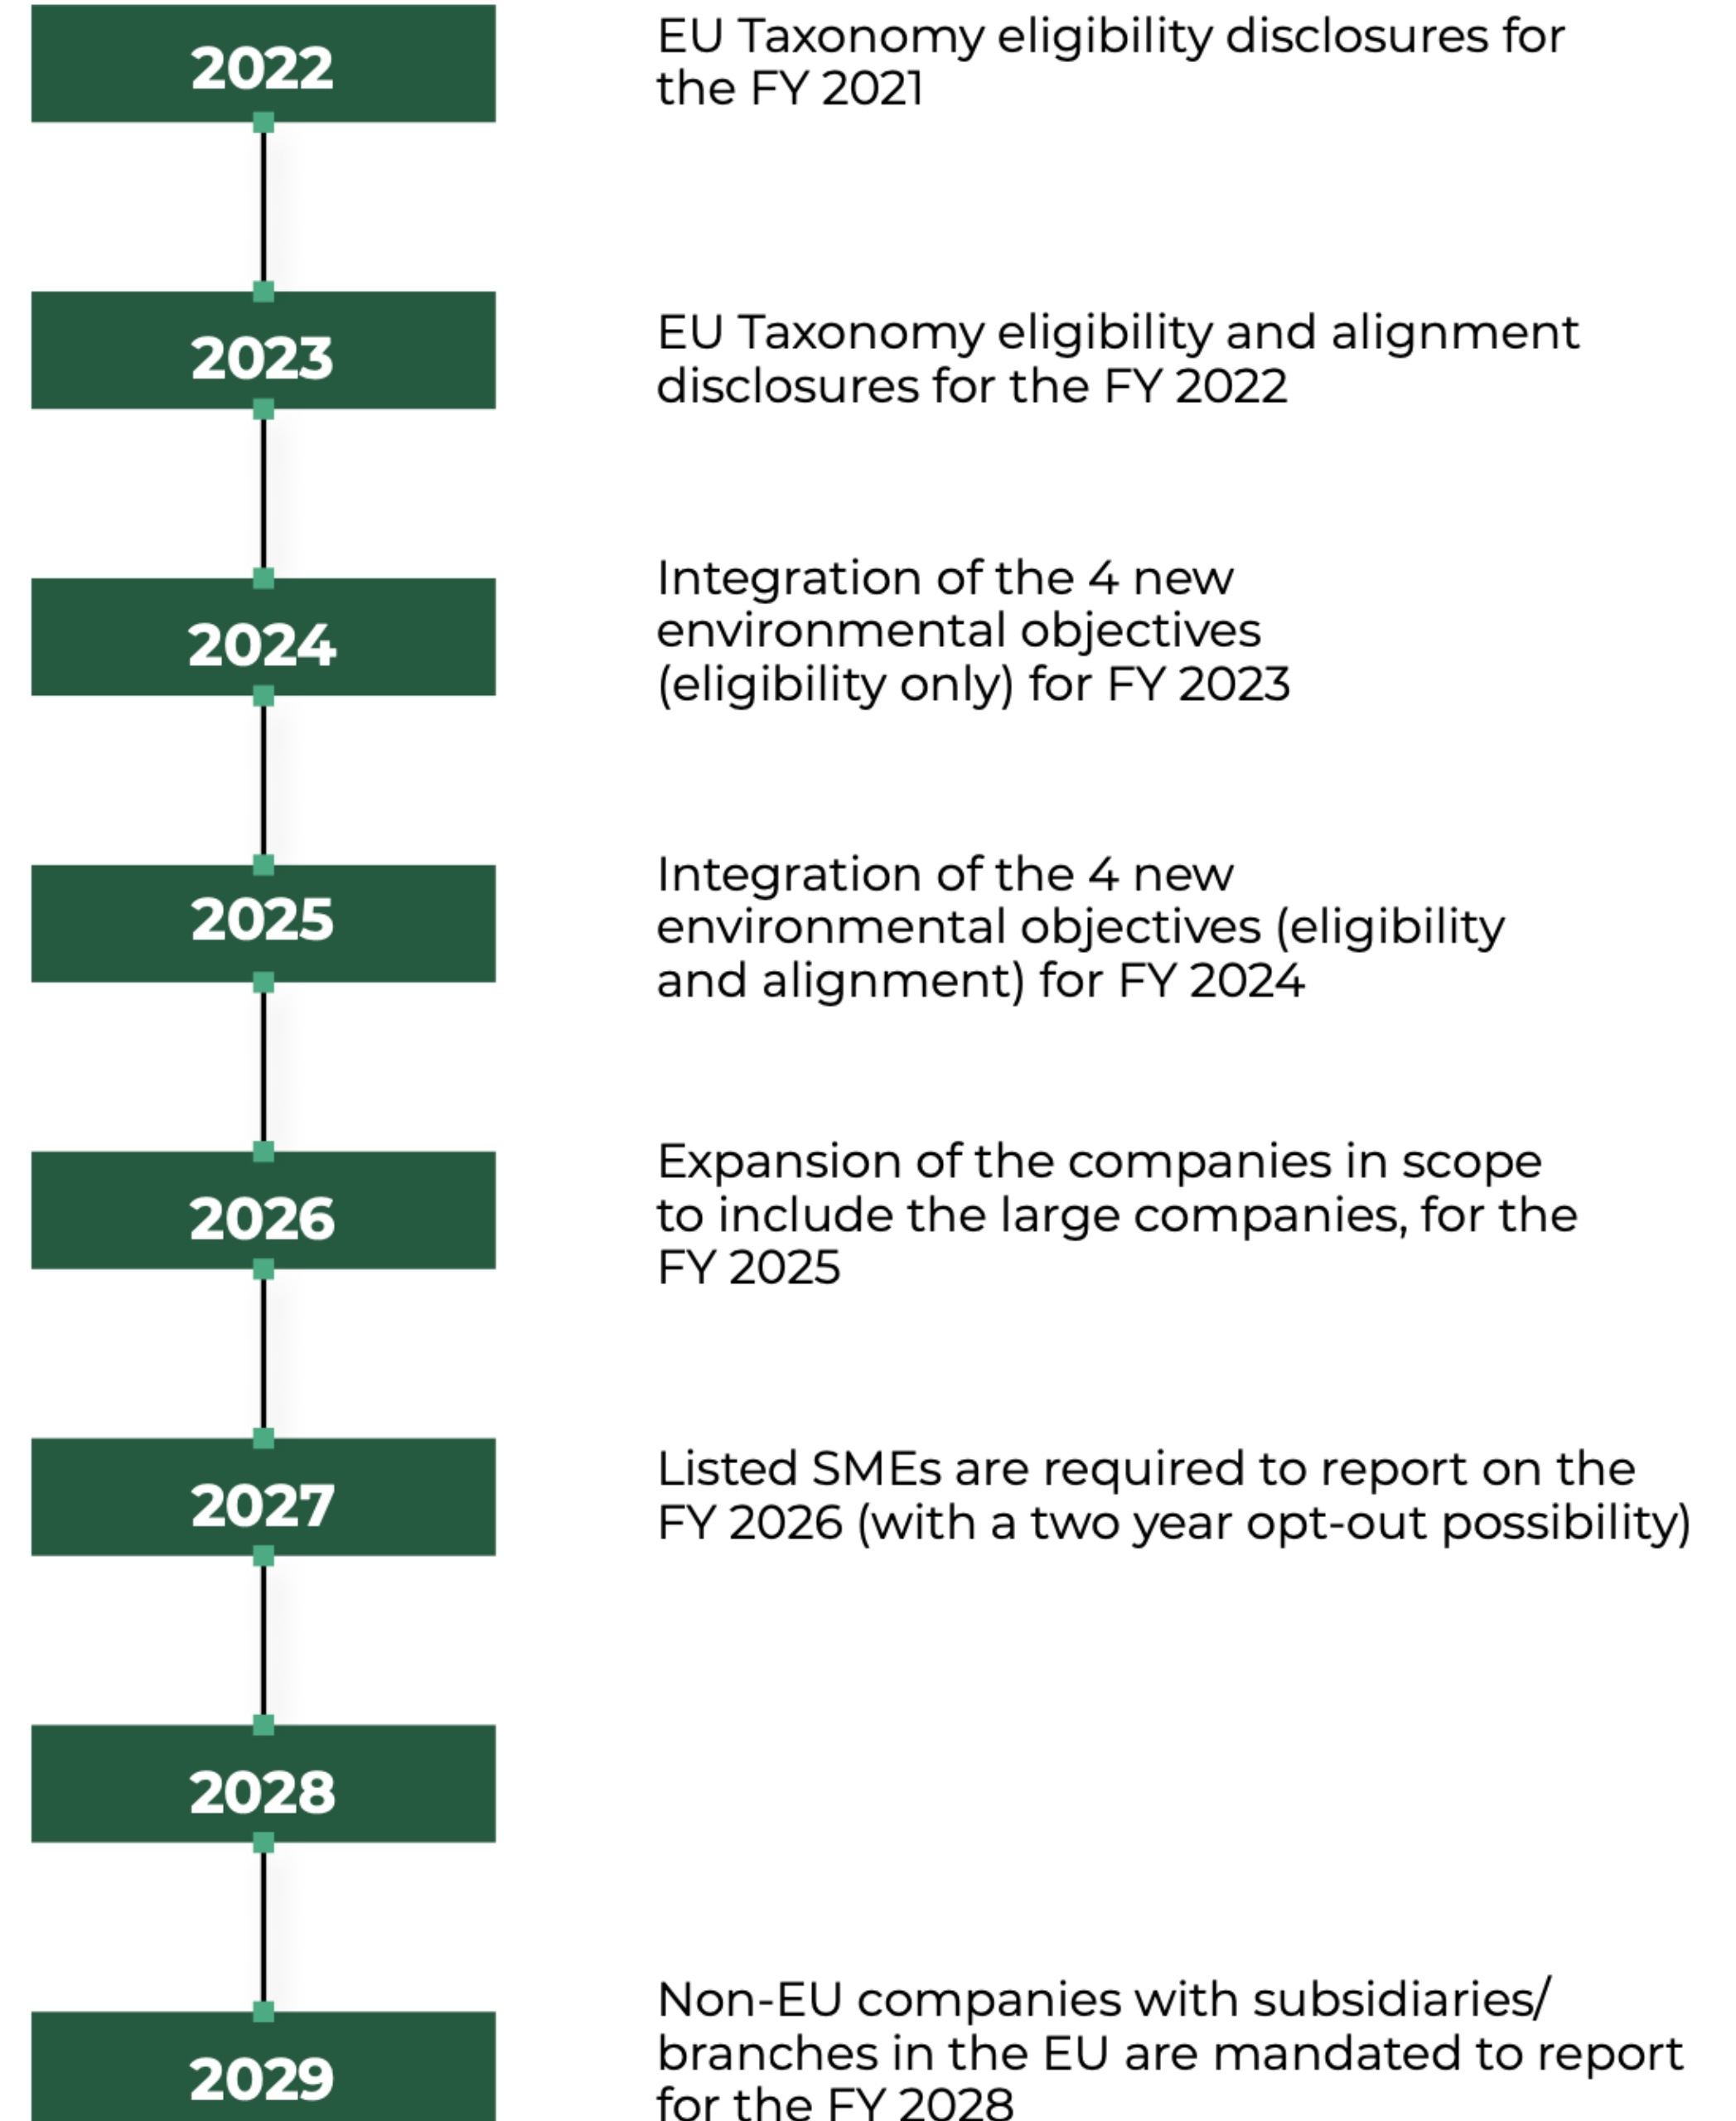 2022
EU Taxonomy eligibility disclosures for
the FY 2021
2023
EU Taxonomy eligibility and alignment
disclosures for the FY 2022
2024
Integration of the 4 new
environmental objectives
(eligibility only) for FY 2023
2025
Integration of the 4 new
environmental objectives (eligibility
and alignment) for FY 2024
2026
Expansion of the companies in scope
to include the large companies, for the
FY 2025
2027
Listed SMEs are required to report on the
FY 2026 (with a two year opt-out possibility)
2028
2029
Non-EU companies with subsidiaries/
branches in the EU are mandated to report
for the FY 2028